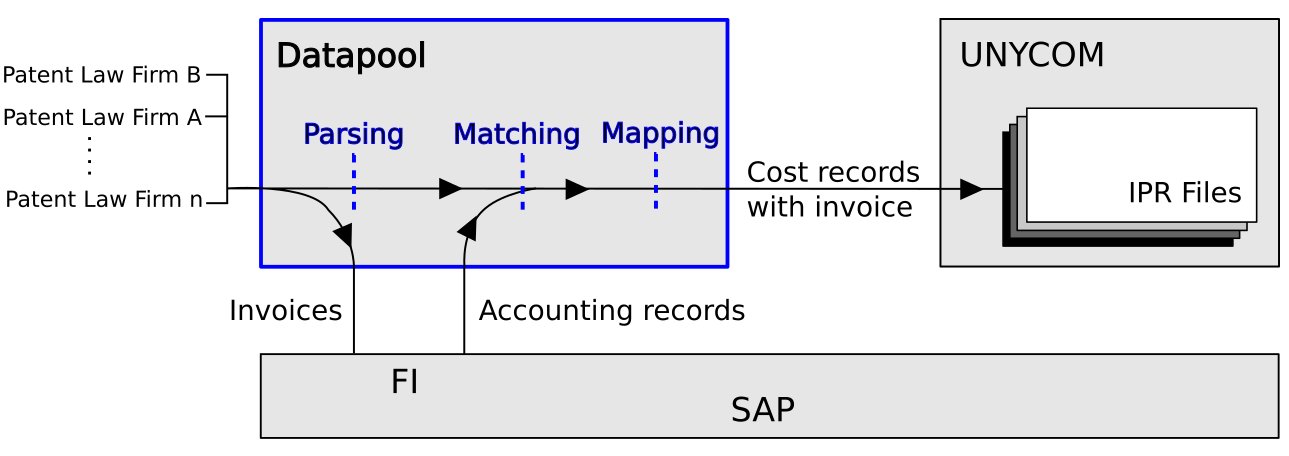 Datapool
UNYCOM
Patent Law Firm B
Patent Law Firm A
Patent Law Firm n
Parsing
Matching
Mapping
Cost records
with invoice
IPR Files
Invoices
Accounting records
FI
SAP